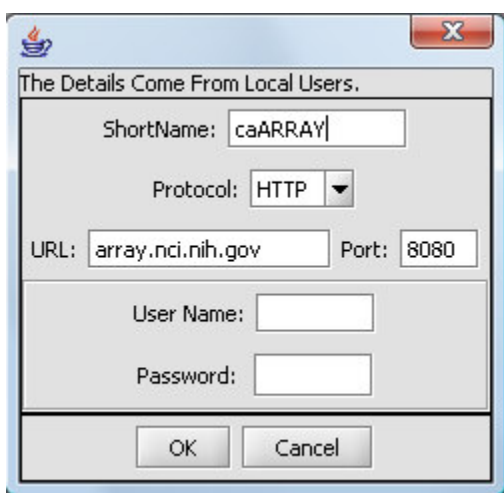 The Details Come From Local Users.
ShortName: caARRAY
Protocol: HTTP
URL: array.nci.nih.gov Port: 8080
User Name:
Password:
OK Cancel